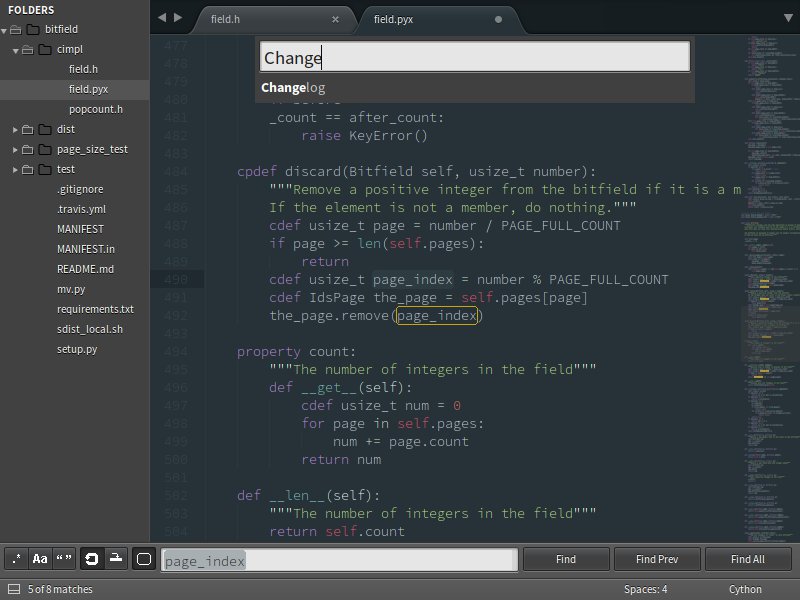 FOLDERS
bitfield
cimpl
field.h
field.pyx
popcount.h
dist
page_size_test
test
.gitignore
.travis.yml
MANIFEST
MANIFEST.in
README.md
mv.py
requirements.txt
sdist_local.sh
setup.py
field.h ×
field.pyx
Change
Changelog
477
478
479
480
481 _count == after_count:
482 raise KeyError()
483
484 cpdef discard(Bitfield self, usize_t number):
485 """Remove a positive integer from the bitfield if it is a m
486 If the element is not a member, do nothing."""
487 cdef usize_t page = number / PAGE_FULL_COUNT
488 if page >= len(self.pages):
489 return
490 cdef usize_t page_index = number % PAGE_FULL_COUNT
491 cdef IdsPage the_page = self.pages[page]
492 the_page.remove(page_index)
493
494 property count:
495 """The number of integers in the field"""
496 def __get__(self):
497 cdef usize_t num = 0
498 for page in self.pages:
499 num += page.count
500 return num
501
502 def __len__(self):
503 """The number of integers in the field"""
504 return self.count
.* Aa “ ” page_index Find Find Prev Find All
5 of 8 matches Spaces: 4 Cython